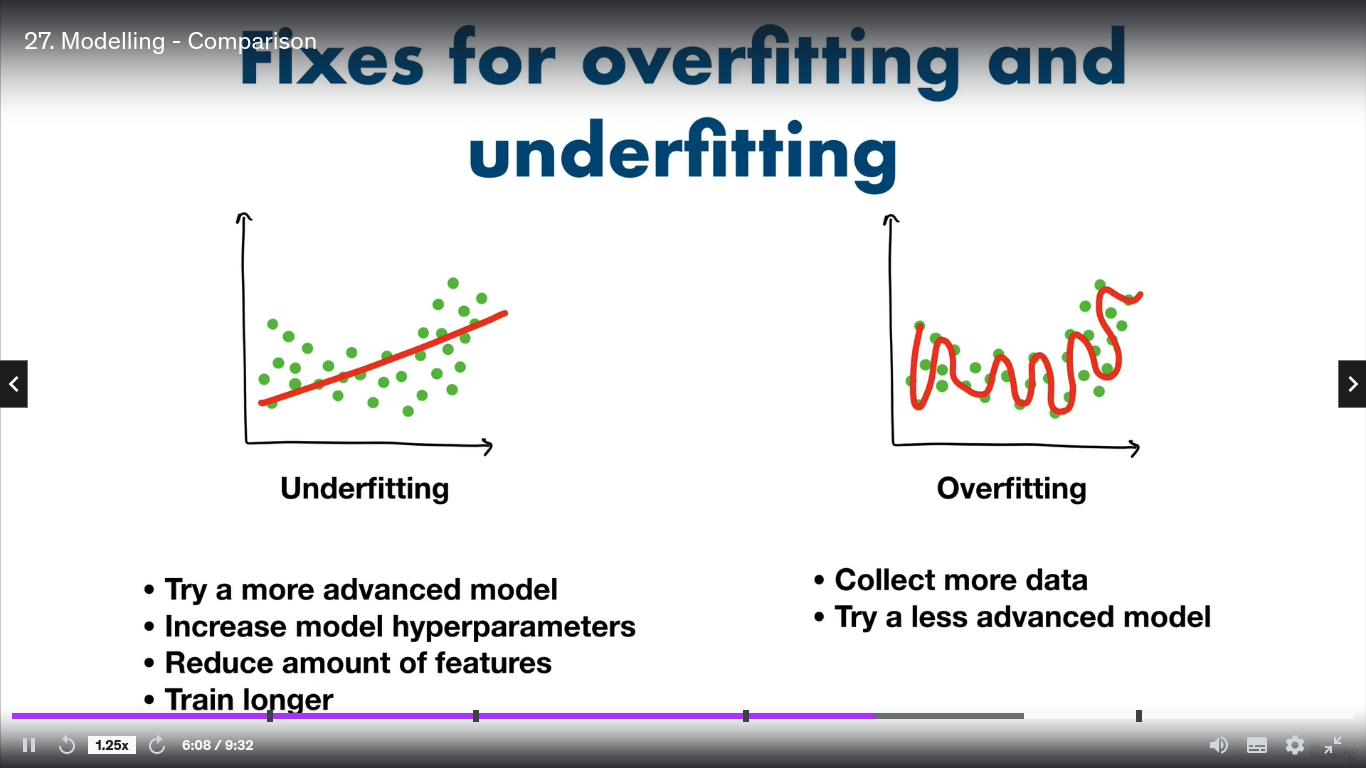 27. Modelling - Comparison
Fixes for overfitting and
underfitting
Underfitting
Overfitting
• Try a more advanced model
• Increase model hyperparameters
• Reduce amount of features
• Train longer
• Collect more data
• Try a less advanced model
1.25x
6:08 / 9:32